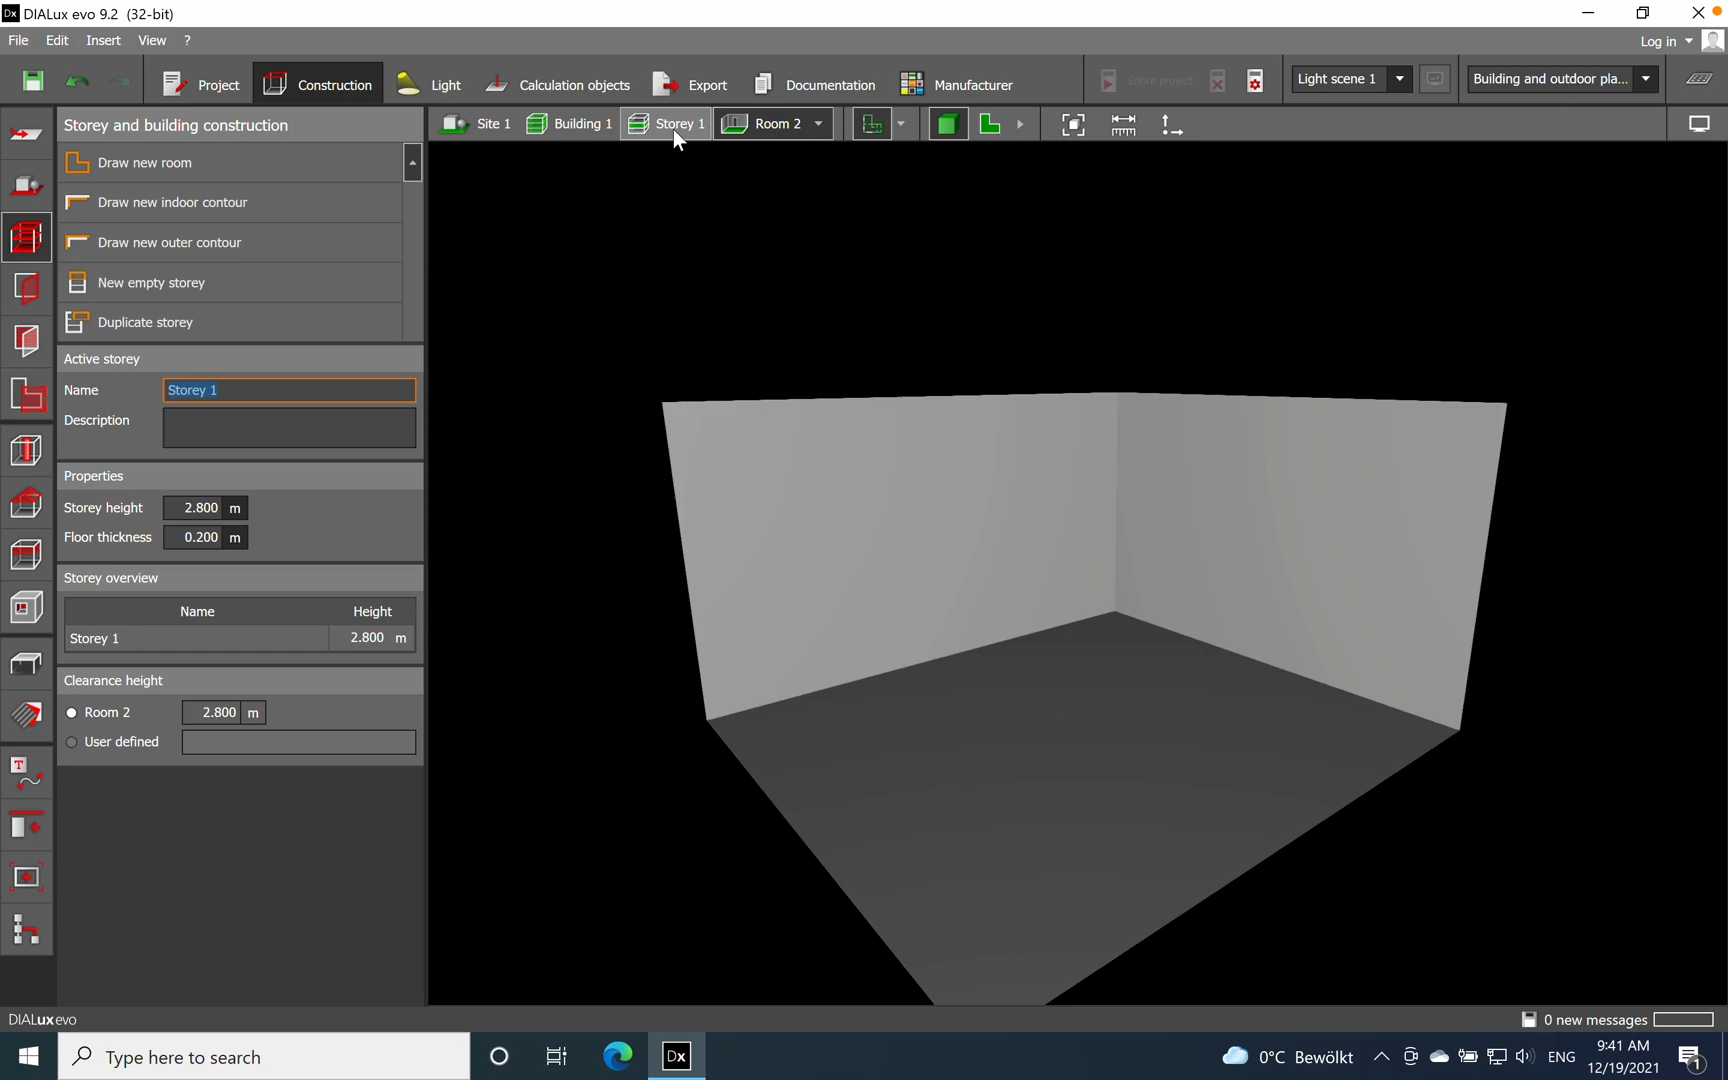 Dx DIALux evo 9.2 (32-bit)
File Edit Insert View ?
Log in
Project Construction Light Calculation objects Export Documentation Manufacturer Entire project Light scene 1 Building and outdoor pla...
Storey and building construction
Site 1 Building 1 Storey 1 Room 2
Draw new room
Draw new indoor contour
Draw new outer contour
New empty storey
Duplicate storey
Active storey
Name Storey 1
Description
Properties
Storey height 2.800 m
Floor thickness 0.200 m
Storey overview
Name Height
Storey 1 2.800 m
Clearance height
Room 2 2.800 m
User defined
T
DIALux evo
0 new messages
Type here to search
Dx
0°C Bewölkt
ENG
9:41 AM
12/19/2021
1